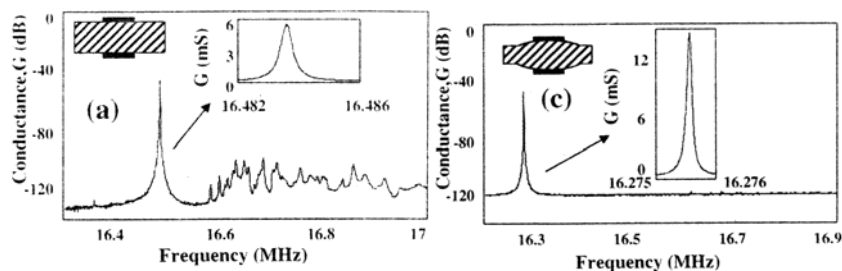 Conductance,G (dB)
0
-40
-80
-120
(a)
G (mS)
6
3
0
16.482 16.486
16.4 16.6 16.8 17
Frequency (MHz)
Conductance,G (dB)
0
-40
-80
-120
(c)
G (mS)
12
6
0
16.275 16.276
16.3 16.5 16.7 16.9
Frequency (MHz)